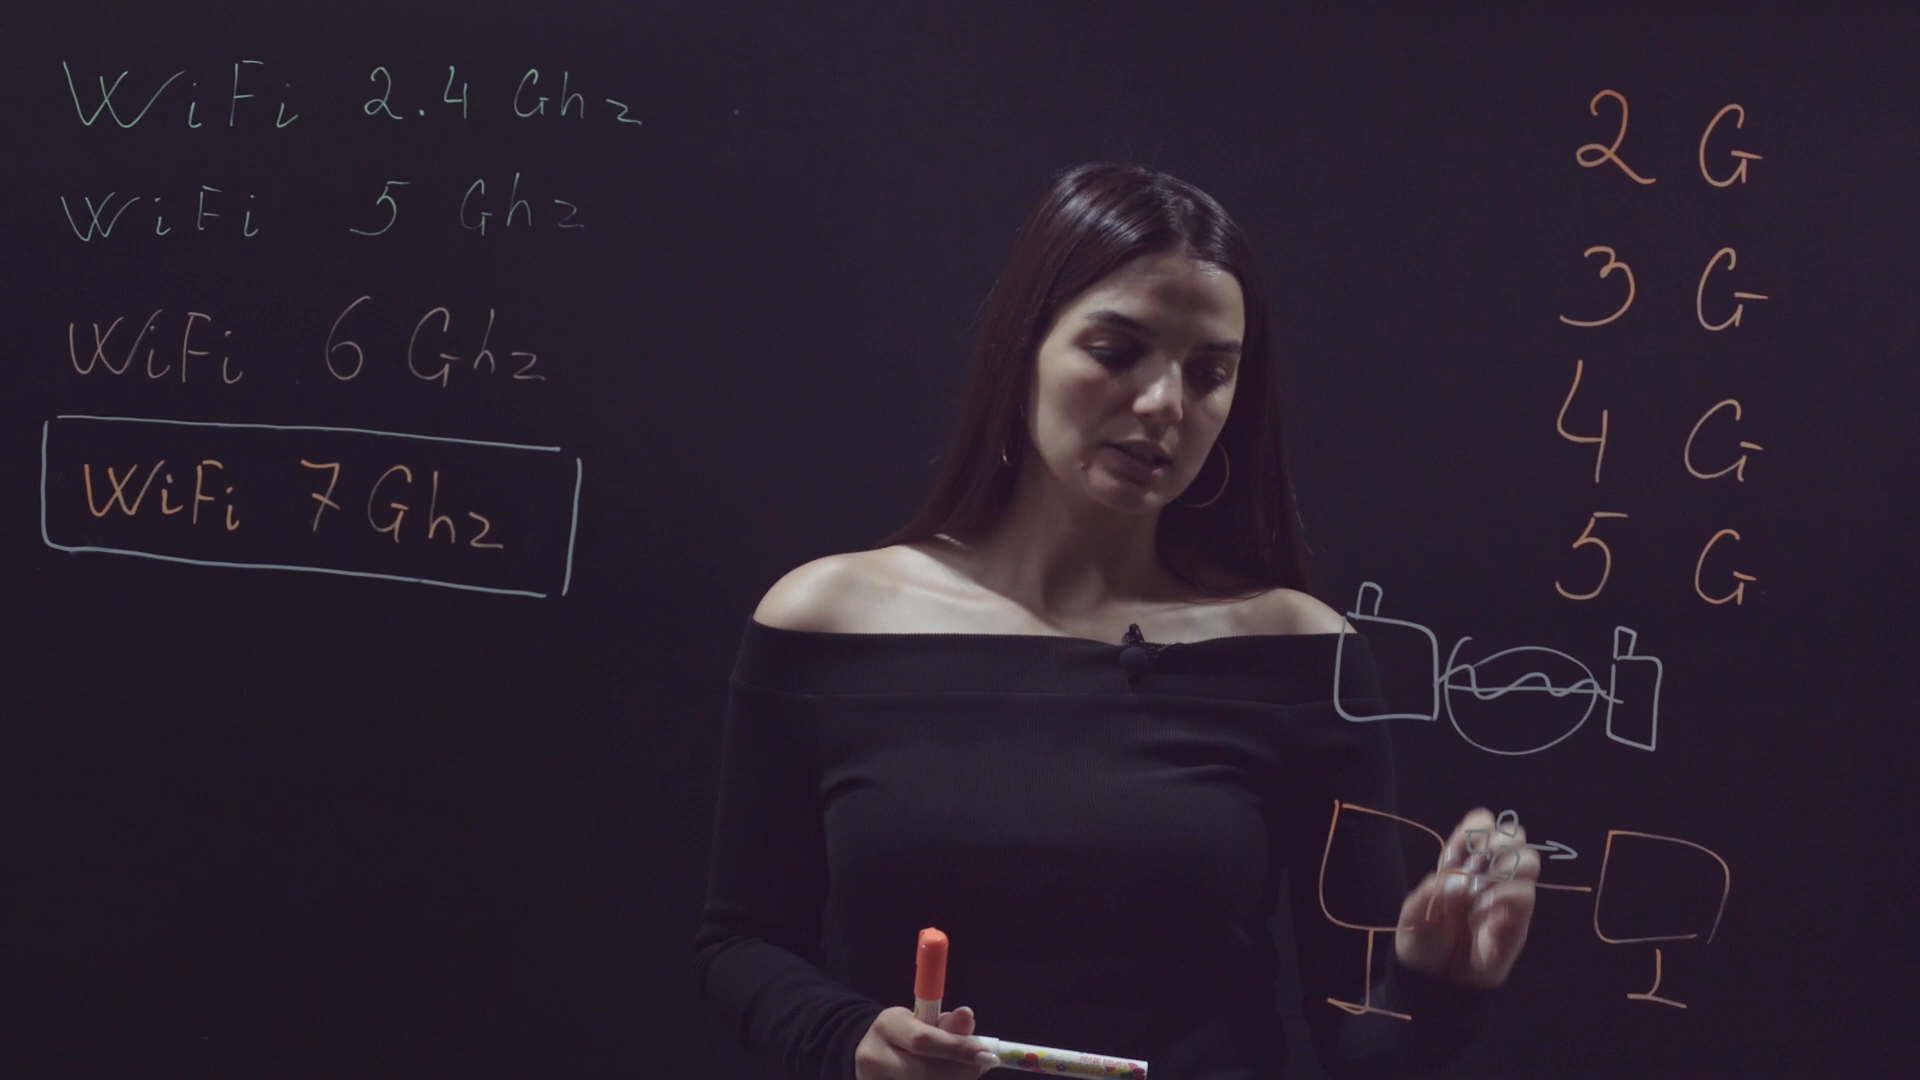 WiFi 2.4 Ghz
WiFi 5 Ghz
WiFi 6 Ghz
WiFi 7 Ghz
2 G
3 G
4 G
5 G